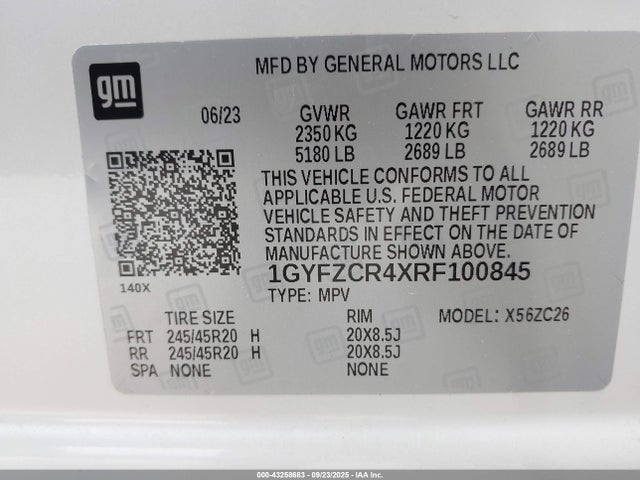 gm
MFD BY GENERAL MOTORS LLC
06/23 GVWR GAWR FRT GAWR RR
2350 KG 1220 KG 1220 KG
5180 LB 2689 LB 2689 LB
THIS VEHICLE CONFORMS TO ALL
APPLICABLE U.S. FEDERAL MOTOR
VEHICLE SAFETY AND THEFT PREVENTION
STANDARDS IN EFFECT ON THE DATE OF
MANUFACTURE SHOWN ABOVE.
1GYFZCR4XRF100845
140X TYPE: MPV MODEL: X56ZC26
TIRE SIZE RIM
FRT 245/45R20 H 20X8.5J
RR 245/45R20 H 20X8.5J
SPA NONE NONE
000-43258683 - 09/23/2025 - IAA Inc.